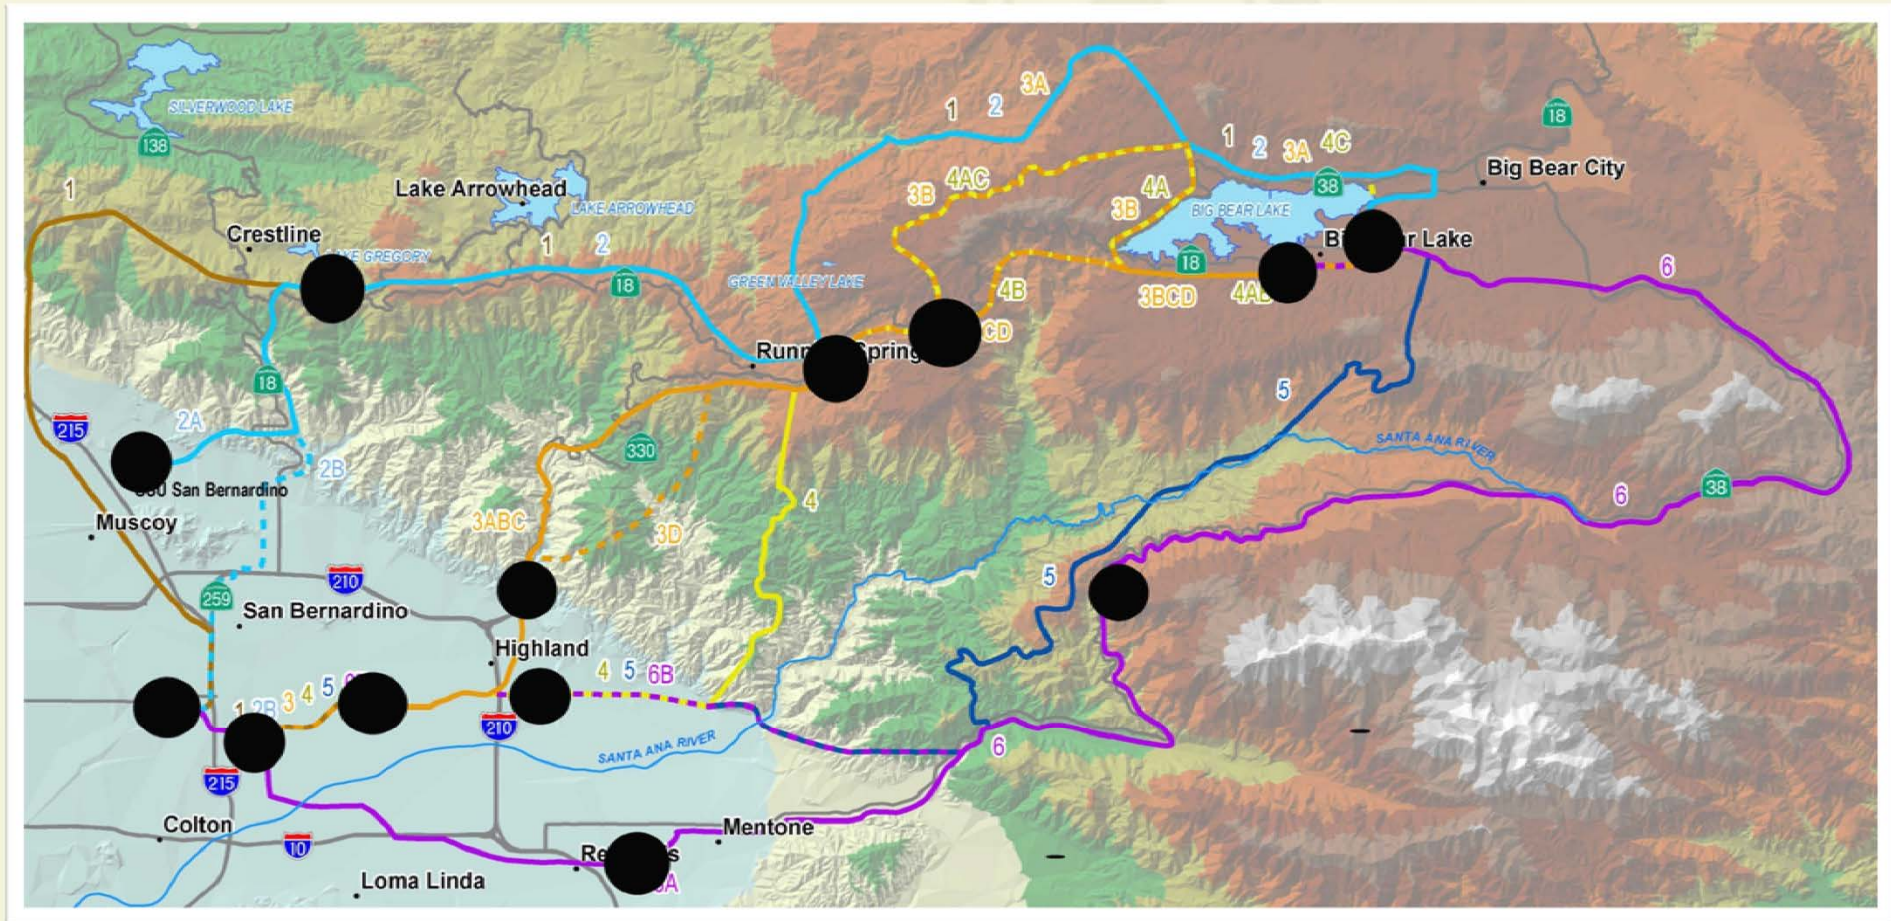 SILVERWOOD LAKE
138
1
Crestline
Lake Arrowhead
LAKE ARROWHEAD
1
2
18
1
2
3A
1
2
3A
4C
38
18
Big Bear City
3B
4AC
4A
3B
BIG BEAR LAKE
18
Lake
GREEN VALLEY LAKE
GREGORY
4B
3BCD
6
18
2A
215
2B
San Bernardino
Muscoy
330
3ABC
3D
4
5
SANTA ANA RIVER
6
38
5
259
210
San Bernardino
Highland
4
5
6B
1
2B
3
4
5
210
SANTA ANA RIVER
6
215
Colton
10
Mentone
Loma Linda